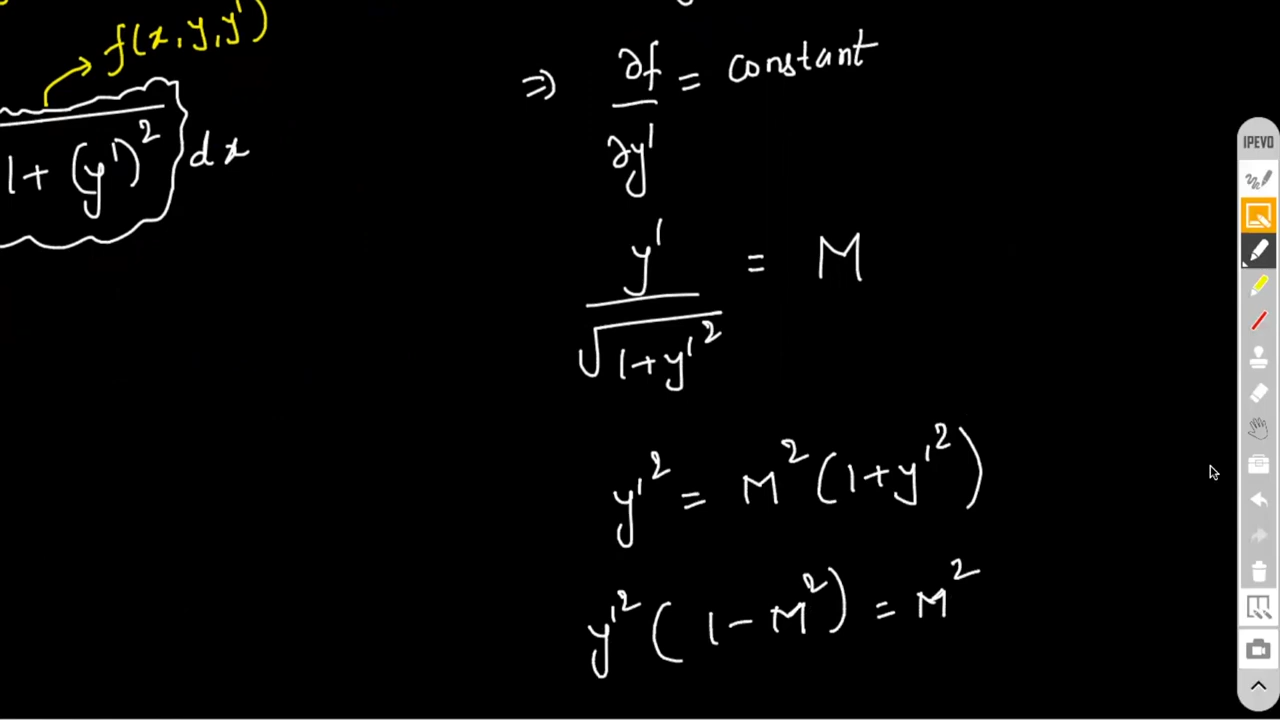 f(x, y, y')
1 + (y')² dx
⇒ ∂f/∂y' = constant
y'/√(1+y'²) = M
y'² = M²(1+y'²)
y'²(1-M²) = M²
IPEVO